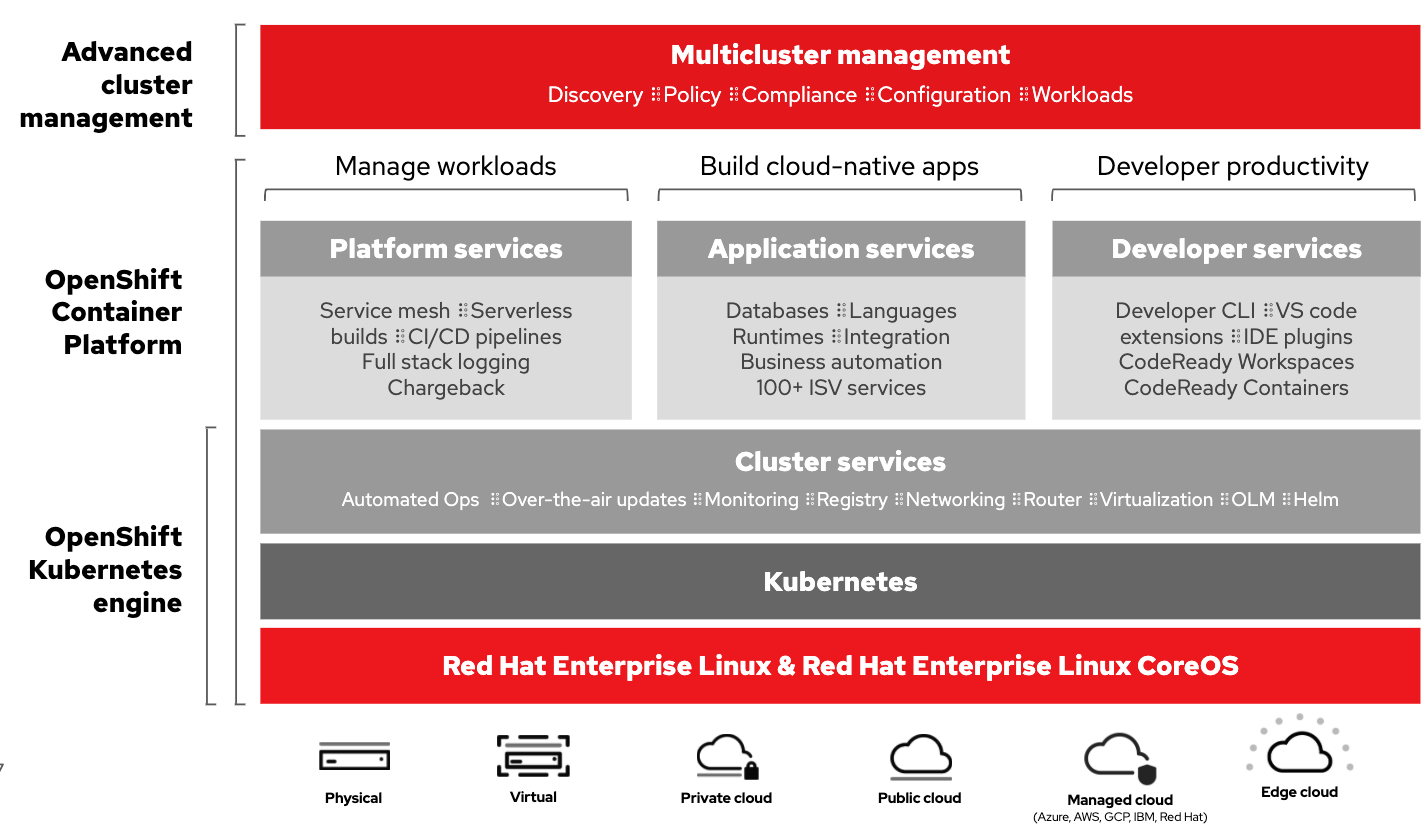 Advanced
cluster
management
Multicluster management
Discovery ⠿Policy ⠿Compliance ⠿Configuration ⠿Workloads
OpenShift
Container
Platform
Manage workloads
Platform services
Service mesh ⠿Serverless
builds ⠿CI/CD pipelines
Full stack logging
Chargeback
Build cloud-native apps
Application services
Databases ⠿Languages
Runtimes ⠿Integration
Business automation
100+ ISV services
Developer productivity
Developer services
Developer CLI ⠿VS code
extensions ⠿IDE plugins
CodeReady Workspaces
CodeReady Containers
OpenShift
Kubernetes
engine
Cluster services
Automated Ops ⠿Over-the-air updates ⠿Monitoring ⠿Registry ⠿Networking ⠿Router ⠿Virtualization ⠿OLM ⠿Helm
Kubernetes
Red Hat Enterprise Linux & Red Hat Enterprise Linux CoreOS
Physical
Virtual
Private cloud
Public cloud
Managed cloud
(Azure, AWS, GCP, IBM, Red Hat)
Edge cloud